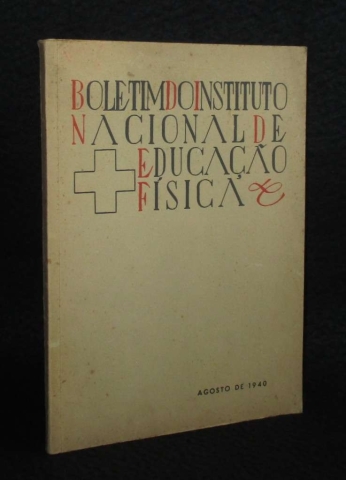 BOLETIM DO INSTITUTO
NACIONAL DE
EDUCAÇÃO
FÍSICA
AGOSTO DE 1940